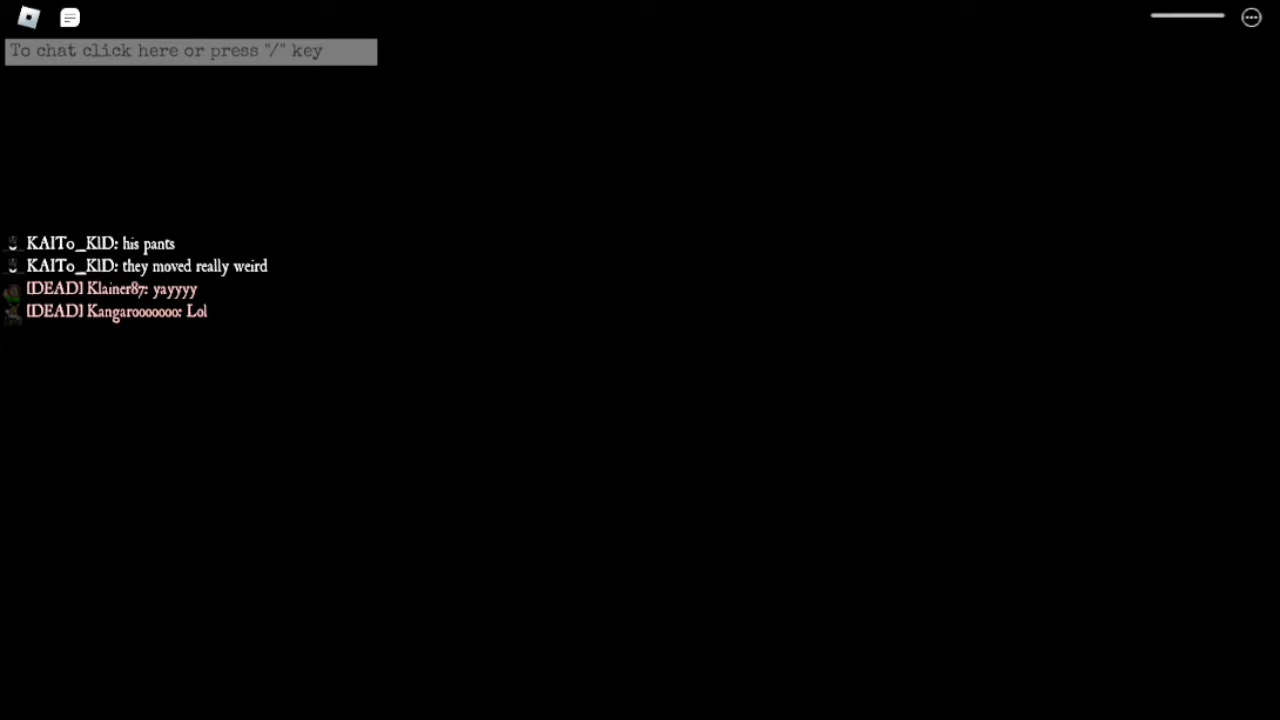 To chat click here or press "/" key
KAITo_KID: his pants
KAITo_KID: they moved really weird
[DEAD] Klainer87: yayyyy
[DEAD] Kangarooooooo: Lol